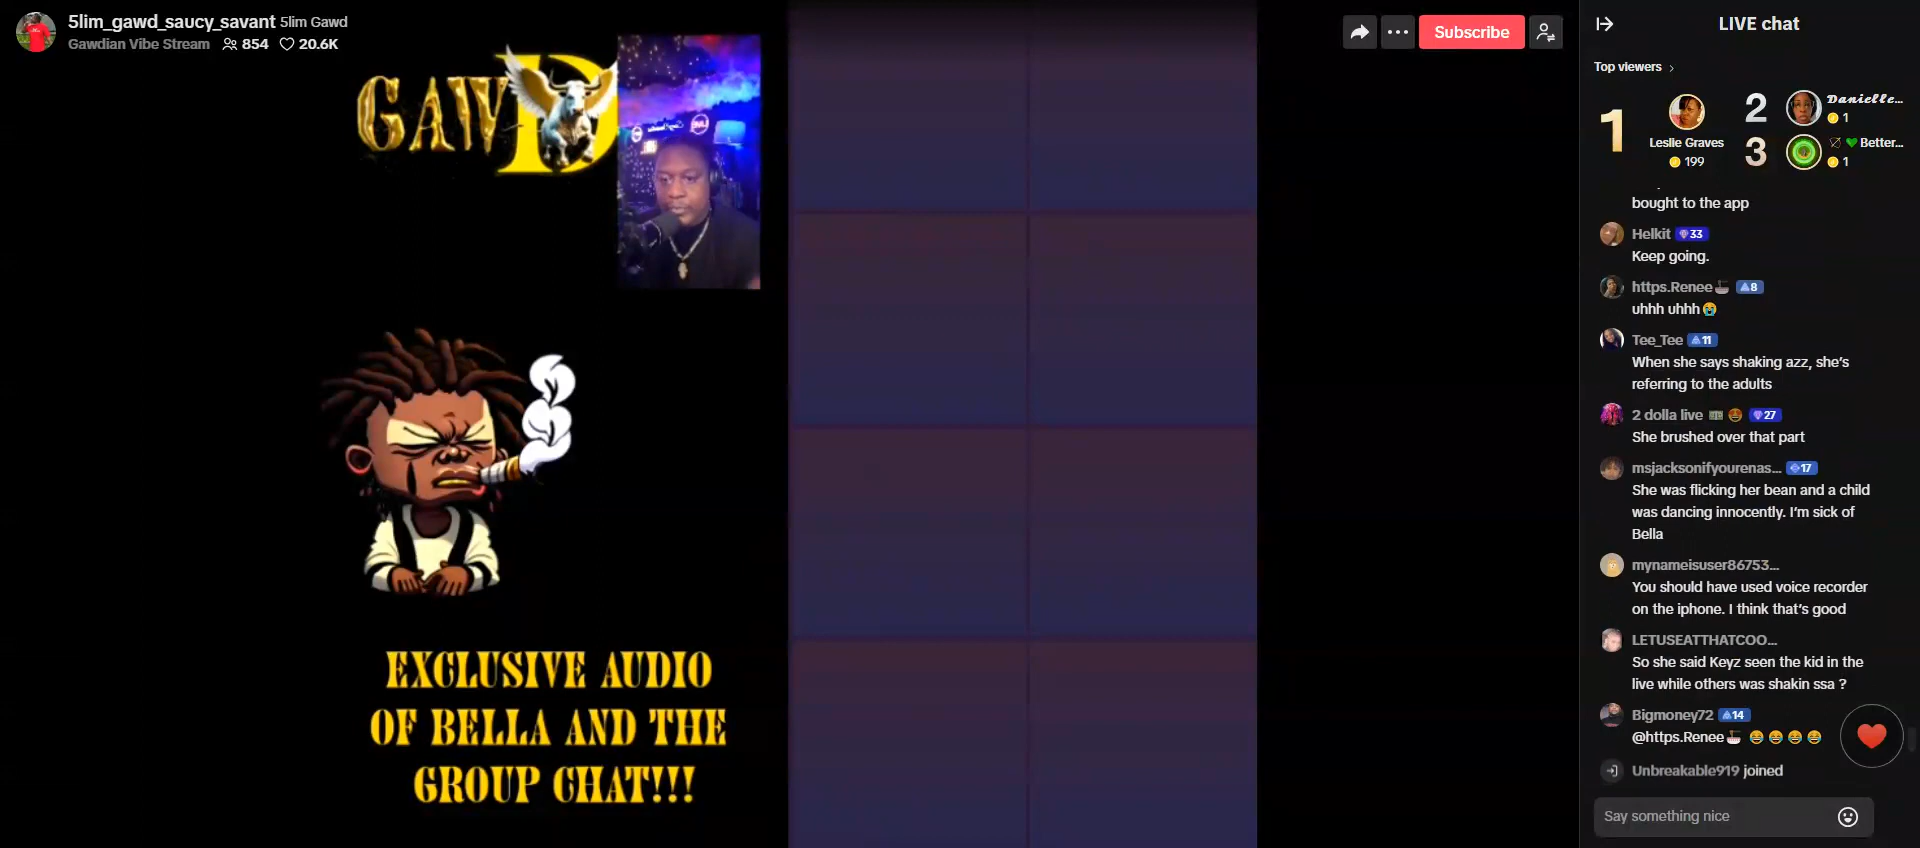 5lim_gawd_saucy_savant 5lim Gawd
Gawdian Vibe Stream 854 20.6K
GAWD
Subscribe
LIVE chat
Top viewers
1
Leslie Graves
199
2
𝓓𝓪𝓷𝓲𝓮𝓵𝓵𝓮...
1
3
Better...
1
bought to the app
Helkit 33
Keep going.
https.Renee 8
uhhh uhhh😭
Tee_Tee 11
When she says shaking azz, she's
referring to the adults
2 dolla live 27
She brushed over that part
msjacksonifyourenas... 17
She was flicking her bean and a child
was dancing innocently. I'm sick of
Bella
mynameisuser86753...
You should have used voice recorder
on the iphone. I think that's good
LETUSEATTHATCOO...
So she said Keyz seen the kid in the
live while others was shakin ssa ?
Bigmoney72 14
@https.Renee 😂 😂 😂 😂
Unbreakable919 joined
Say something nice
EXCLUSIVE AUDIO
OF BELLA AND THE
GROUP CHAT!!!